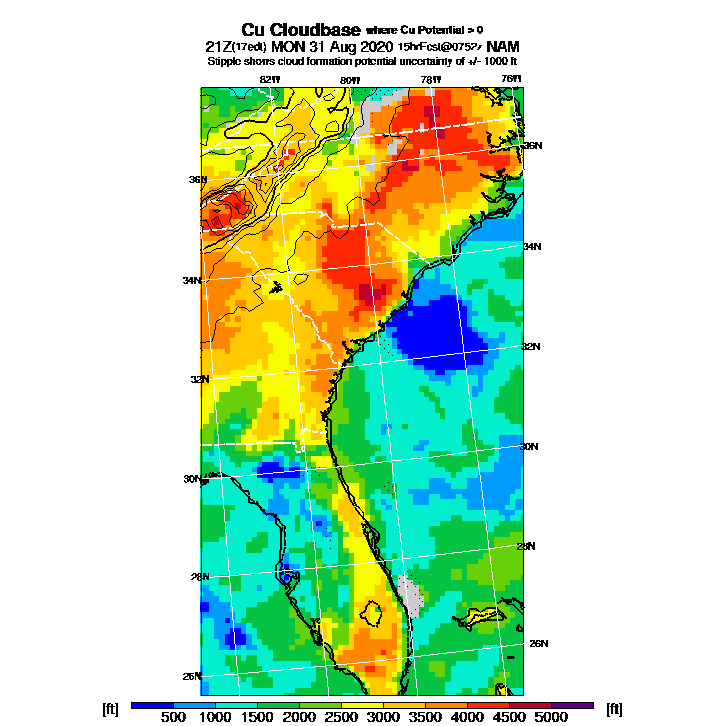 Cu Cloudbase where Cu Potential > 0
21Z(17edt) MON 31 Aug 2020 15hrFcst@0752z NAM
Stipple shows cloud formation potential uncertainty of +/- 1000 ft
82W 80W 78W 76W
36N
36N
34N
34N
32N
32N
30N
30N
28N
28N
26N
26N
[ft] [ft]
500 1000 1500 2000 2500 3000 3500 4000 4500 5000